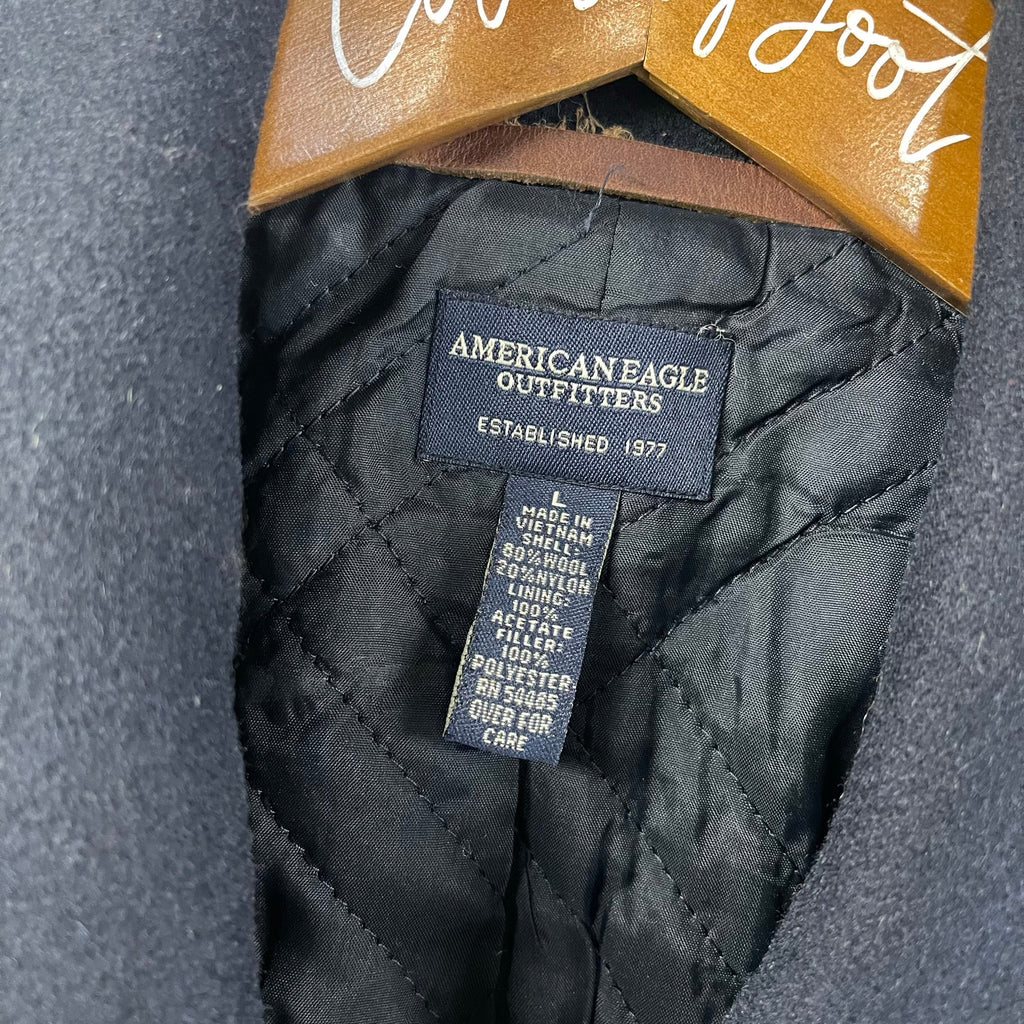 AMERICAN EAGLE
OUTFITTERS
ESTABLISHED 1977
L
MADE IN
VIETNAM
SHELL:
80% WOOL
20% NYLON
LINING:
100%
ACETATE
FILLER:
100%
POLYESTER
RN 54485
OVER FOR
CARE